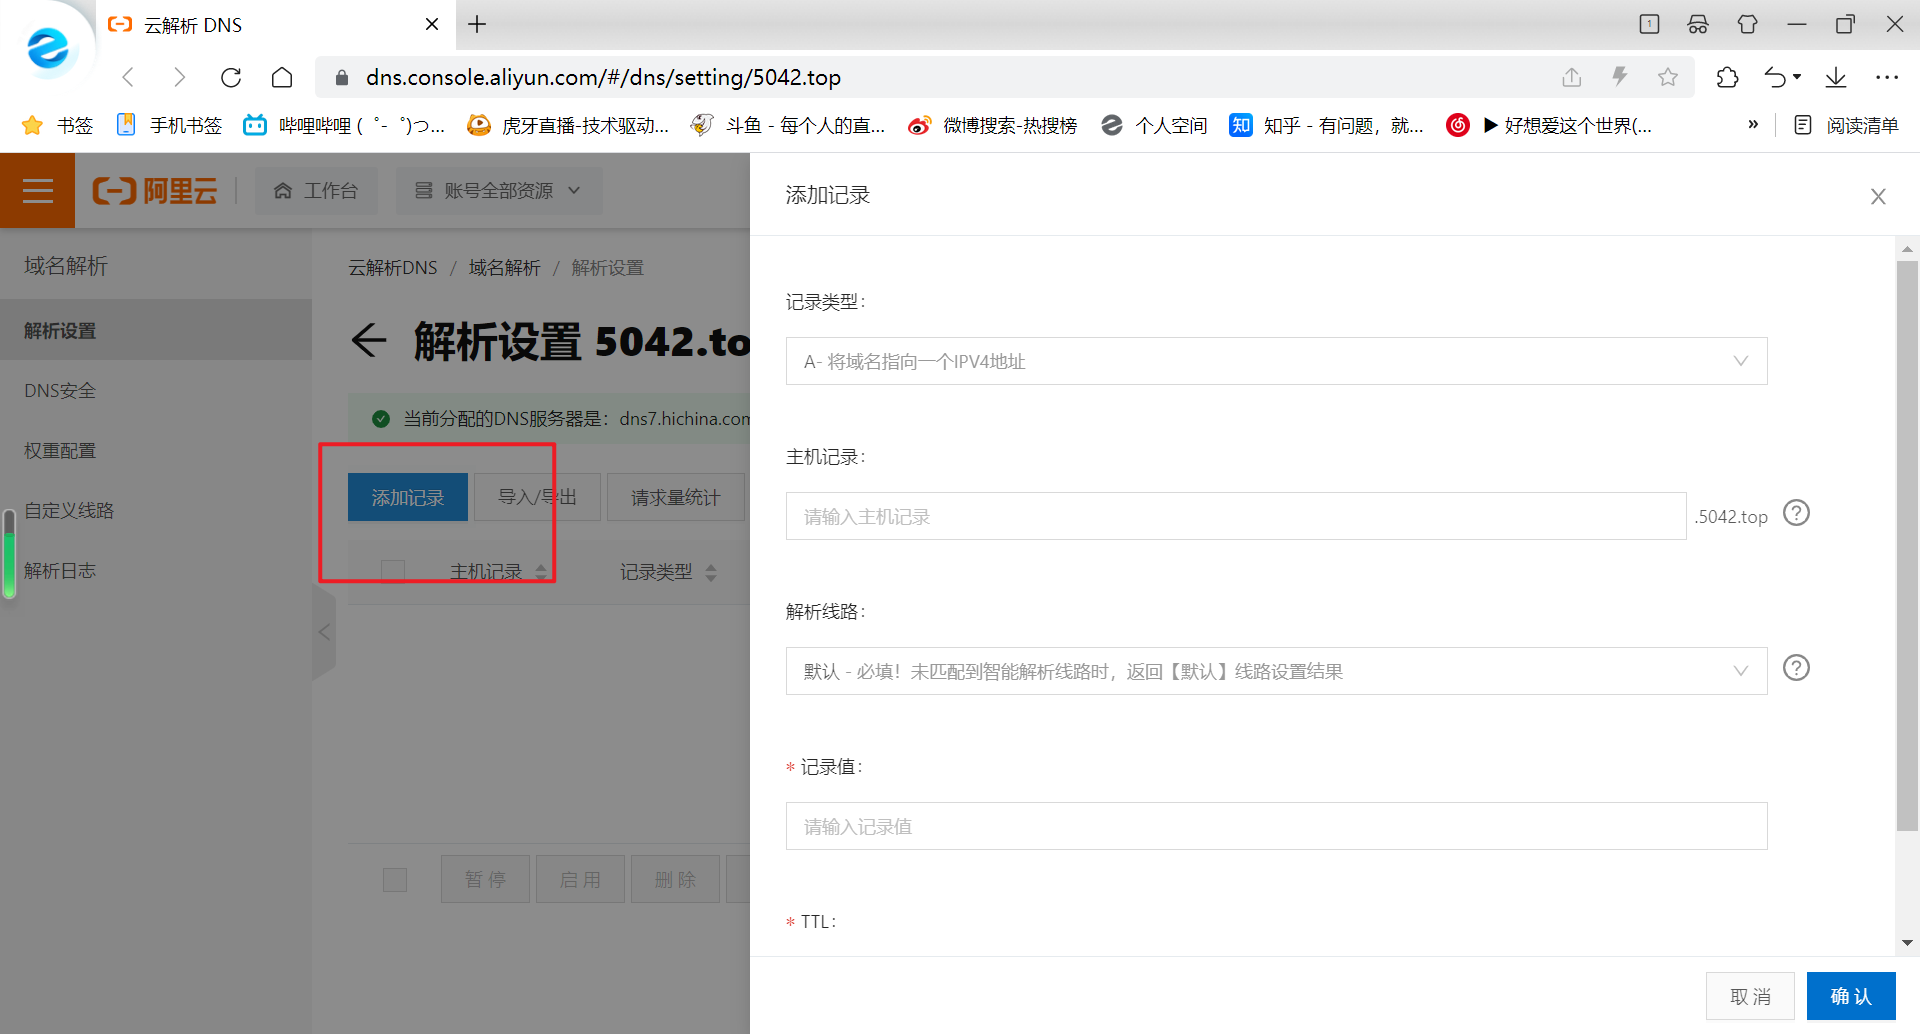 云解析 DNS
1
dns.console.aliyun.com/#/dns/setting/5042.top
书签 手机书签 哔哩哔哩 ( ゜- ゜)つ... 虎牙直播-技术驱动... 斗鱼 - 每个人的直... 微博搜索-热搜榜 个人空间 知 知乎 - 有问题，就... ▶ 好想爱这个世界(... » 阅读清单
阿里云 工作台 账号全部资源
添加记录
域名解析
解析设置
DNS安全
权重配置
自定义线路
解析日志
云解析DNS / 域名解析 / 解析设置
解析设置 5042.to
当前分配的DNS服务器是：dns7.hichina.com
添加记录 导入/导出 请求量统计
主机记录 记录类型
暂 停 启 用 删 除
记录类型：
A- 将域名指向一个IPV4地址
主机记录：
请输入主机记录 .5042.top
解析线路：
默认 - 必填！未匹配到智能解析线路时，返回【默认】线路设置结果
* 记录值：
请输入记录值
* TTL：
取 消 确 认